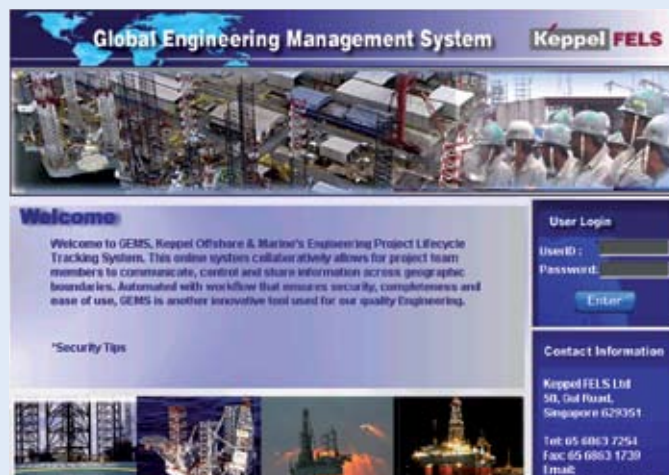 Global Engineering Management System
Keppel FELS
Welcome
Welcome to GEMS, Keppel Offshore & Marine's Engineering Project Lifecycle
Tracking System. This online system collaboratively allows for project team
members to communicate, control and share information across geographic
boundaries. Automated with workflow that ensures security, completeness and
ease of use, GEMS is another innovative tool used for our quality Engineering.
*Security Tips
User Login
UserID :
Password:
Enter
Contact Information
Keppel FELS Ltd
50, Gul Road,
Singapore 629351
Tel: 65 6863 7254
Fax: 65 6863 1739
Email: